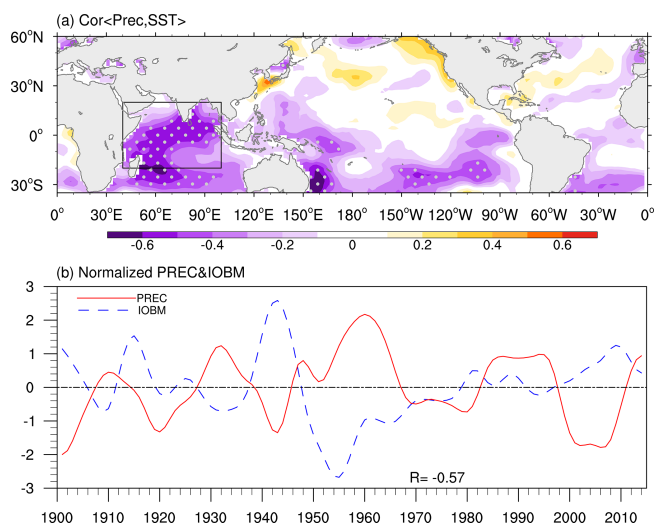 (a) Cor<Prec,SST>
60°N
30°N
0°
30°S
0° 30°E 60°E 90°E 120°E 150°E 180° 150°W 120°W 90°W 60°W 30°W 0°
-0.6 -0.4 -0.2 0 0.2 0.4 0.6
(b) Normalized PREC&IOBM
3
2
1
0
-1
-2
-3
PREC
IOBM
R= -0.57
1900 1910 1920 1930 1940 1950 1960 1970 1980 1990 2000 2010